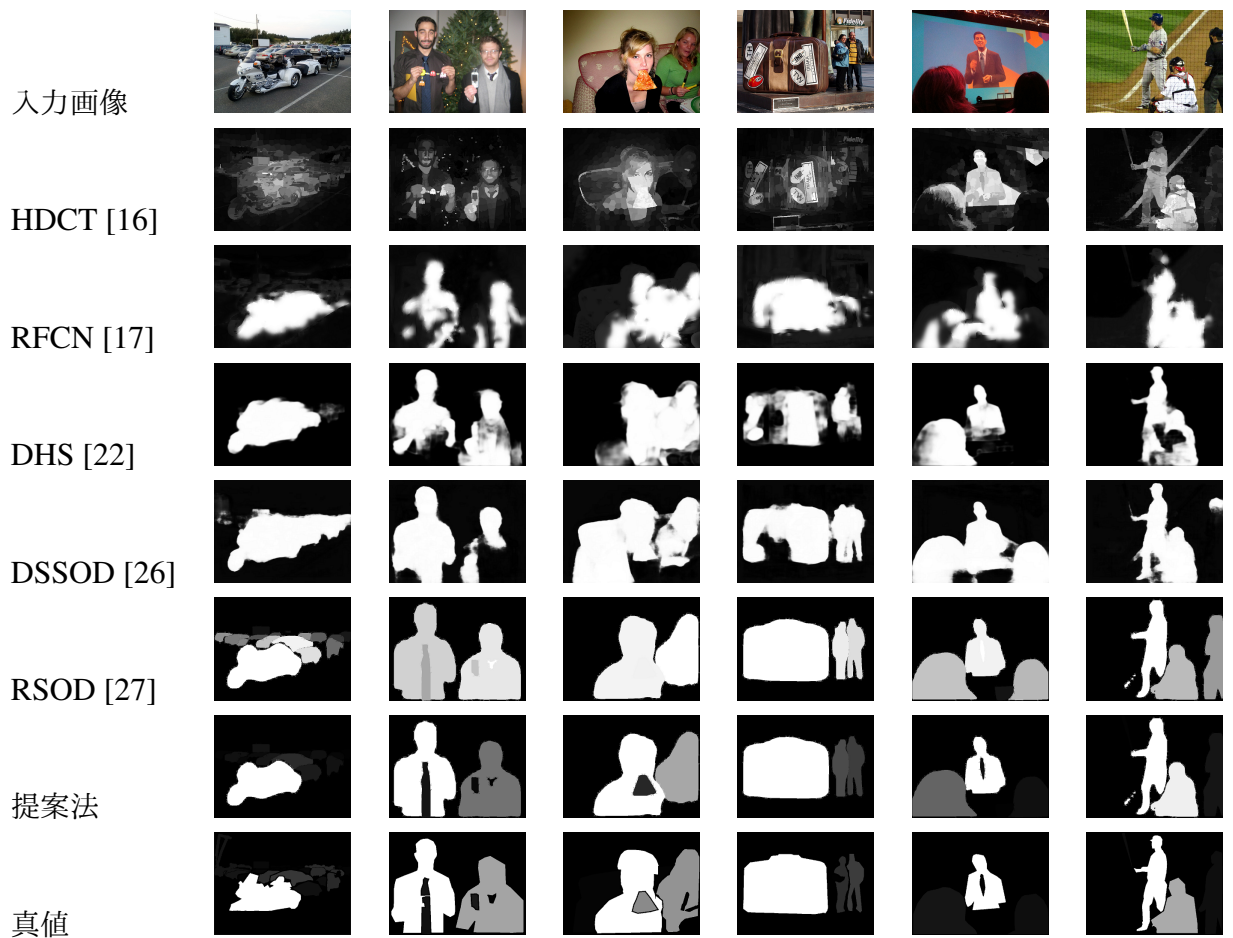 入力画像
Fidelity
HDCT [16]
RFCN [17]
DHS [22]
DSSOD [26]
RSOD [27]
提案法
真値